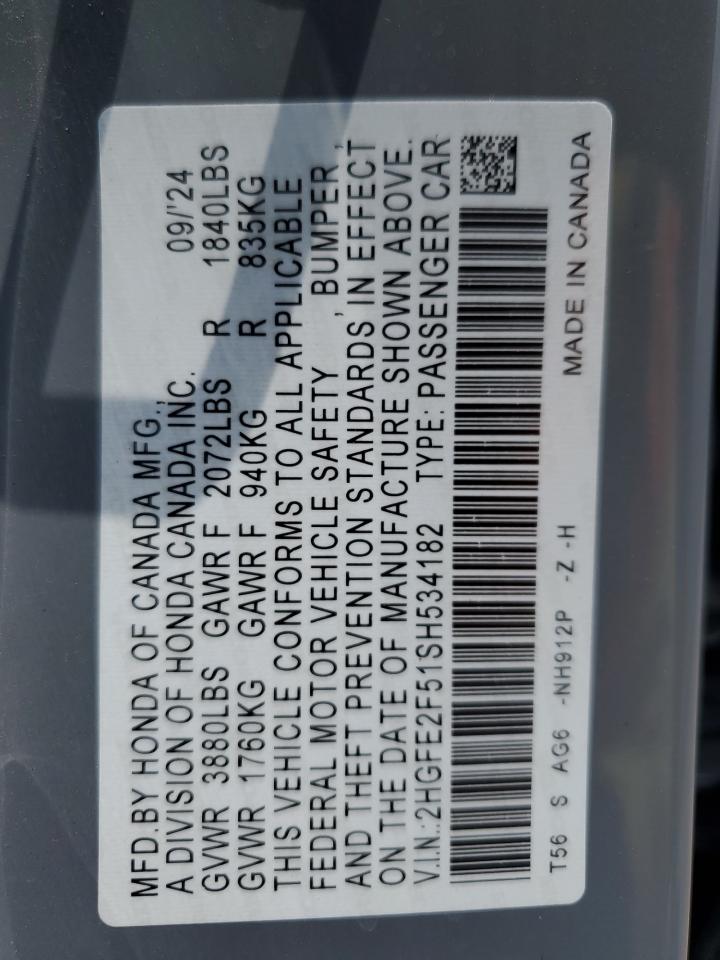 MFD.BY HONDA OF CANADA MFG.,
A DIVISION OF HONDA CANADA INC. 09/'24
GVWR 3880LBS GAWR F 2072LBS R 1840LBS
GVWR 1760KG GAWR F 940KG R 835KG
THIS VEHICLE CONFORMS TO ALL APPLICABLE
FEDERAL MOTOR VEHICLE SAFETY , BUMPER ,
AND THEFT PREVENTION STANDARDS IN EFFECT
ON THE DATE OF MANUFACTURE SHOWN ABOVE.
V.I.N.:2HGFE2F51SH534182 TYPE: PASSENGER CAR
T56 S AG6 -NH912P -Z -H MADE IN CANADA